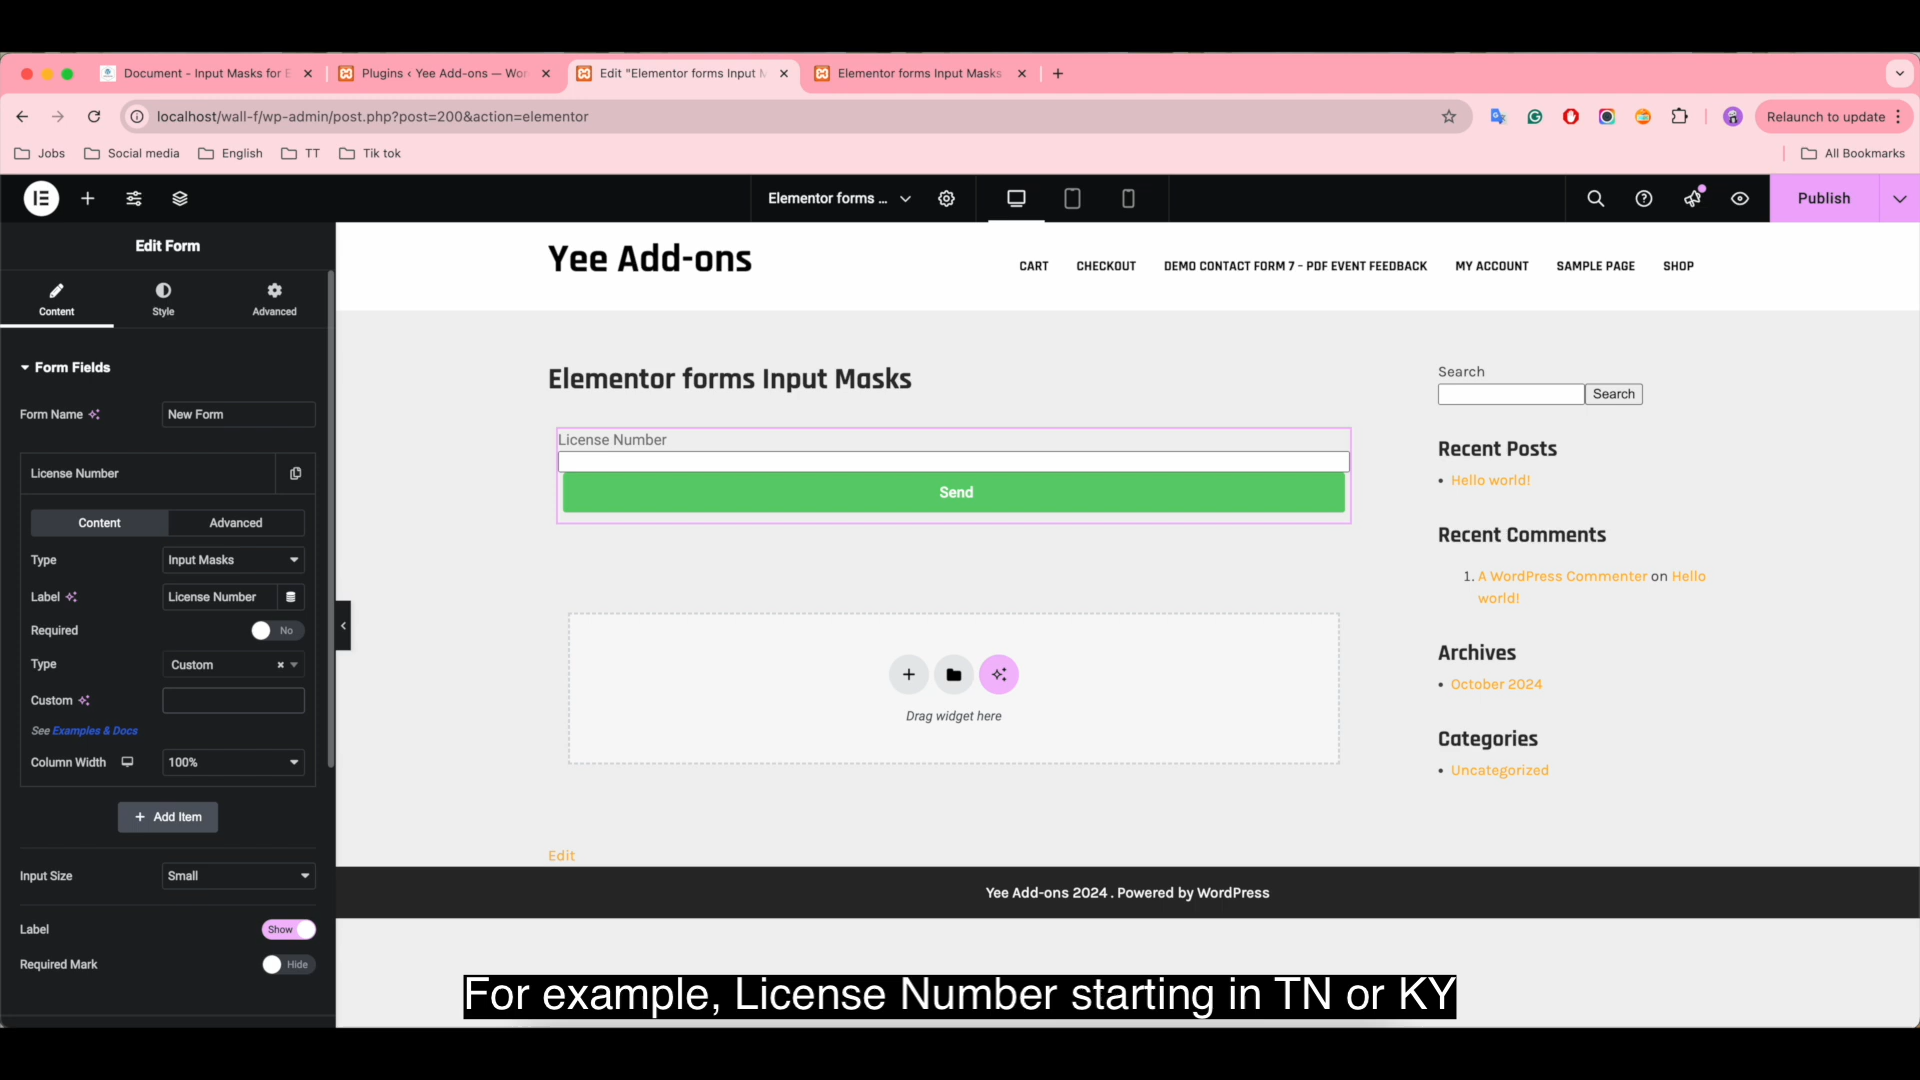 Document - Input Masks for E
Plugins ‹ Yee Add-ons — Wor
Edit "Elementor forms Input M
Elementor forms Input Masks
localhost/wall-f/wp-admin/post.php?post=200&action=elementor
Relaunch to update
Jobs
Social media
English
TT
Tik tok
All Bookmarks
Elementor forms ...
Publish
Edit Form
Content
Style
Advanced
Form Fields
Form Name
New Form
License Number
Content
Advanced
Type
Input Masks
Label
License Number
Required
No
Type
Custom
Custom
See Examples & Docs
Column Width
100%
+ Add Item
Input Size
Small
Label
Show
Required Mark
Hide
Yee Add-ons
CART
CHECKOUT
DEMO CONTACT FORM 7 – PDF EVENT FEEDBACK
MY ACCOUNT
SAMPLE PAGE
SHOP
Elementor forms Input Masks
License Number
Send
Drag widget here
Edit
Search
Search
Recent Posts
• Hello world!
Recent Comments
1. A WordPress Commenter on Hello
world!
Archives
• October 2024
Categories
• Uncategorized
Yee Add-ons 2024 . Powered by WordPress
For example, License Number starting in TN or KY